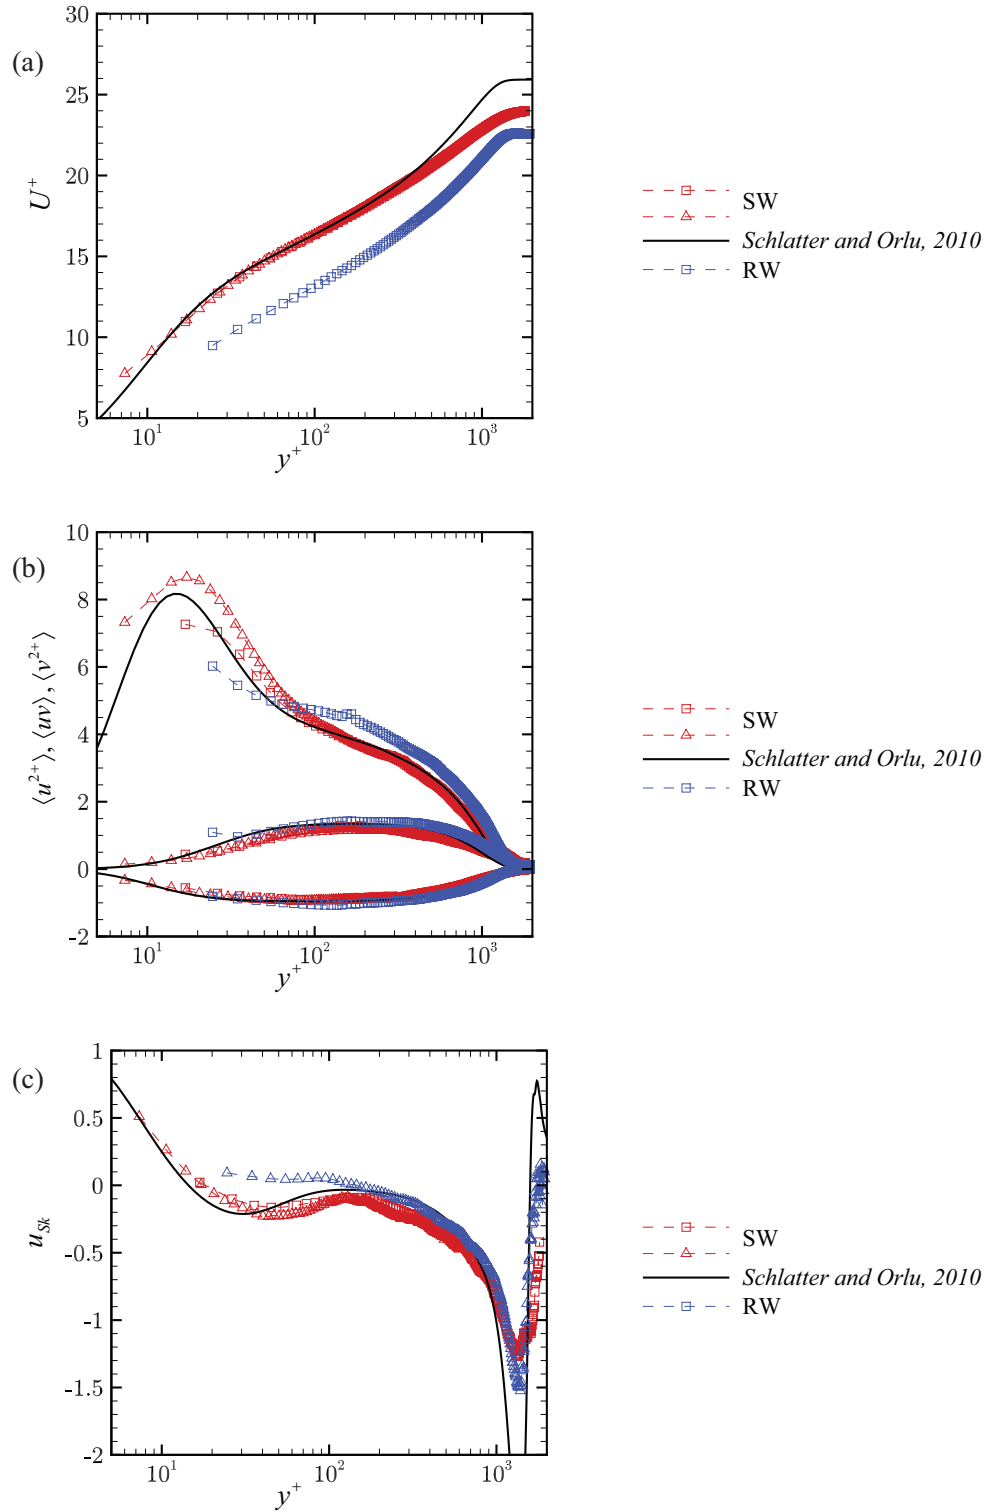 (a)
30
25
20
15
10
5
U⁺
10¹ 10² 10³
y⁺
SW
Schlatter and Orlu, 2010
RW
(b)
10
8
6
4
2
0
-2
⟨u²⁺⟩, ⟨uv⟩, ⟨v²⁺⟩
10¹ 10² 10³
y⁺
SW
Schlatter and Orlu, 2010
RW
(c)
1
0.5
0
-0.5
-1
-1.5
-2
u_Sk
10¹ 10² 10³
y⁺
SW
Schlatter and Orlu, 2010
RW